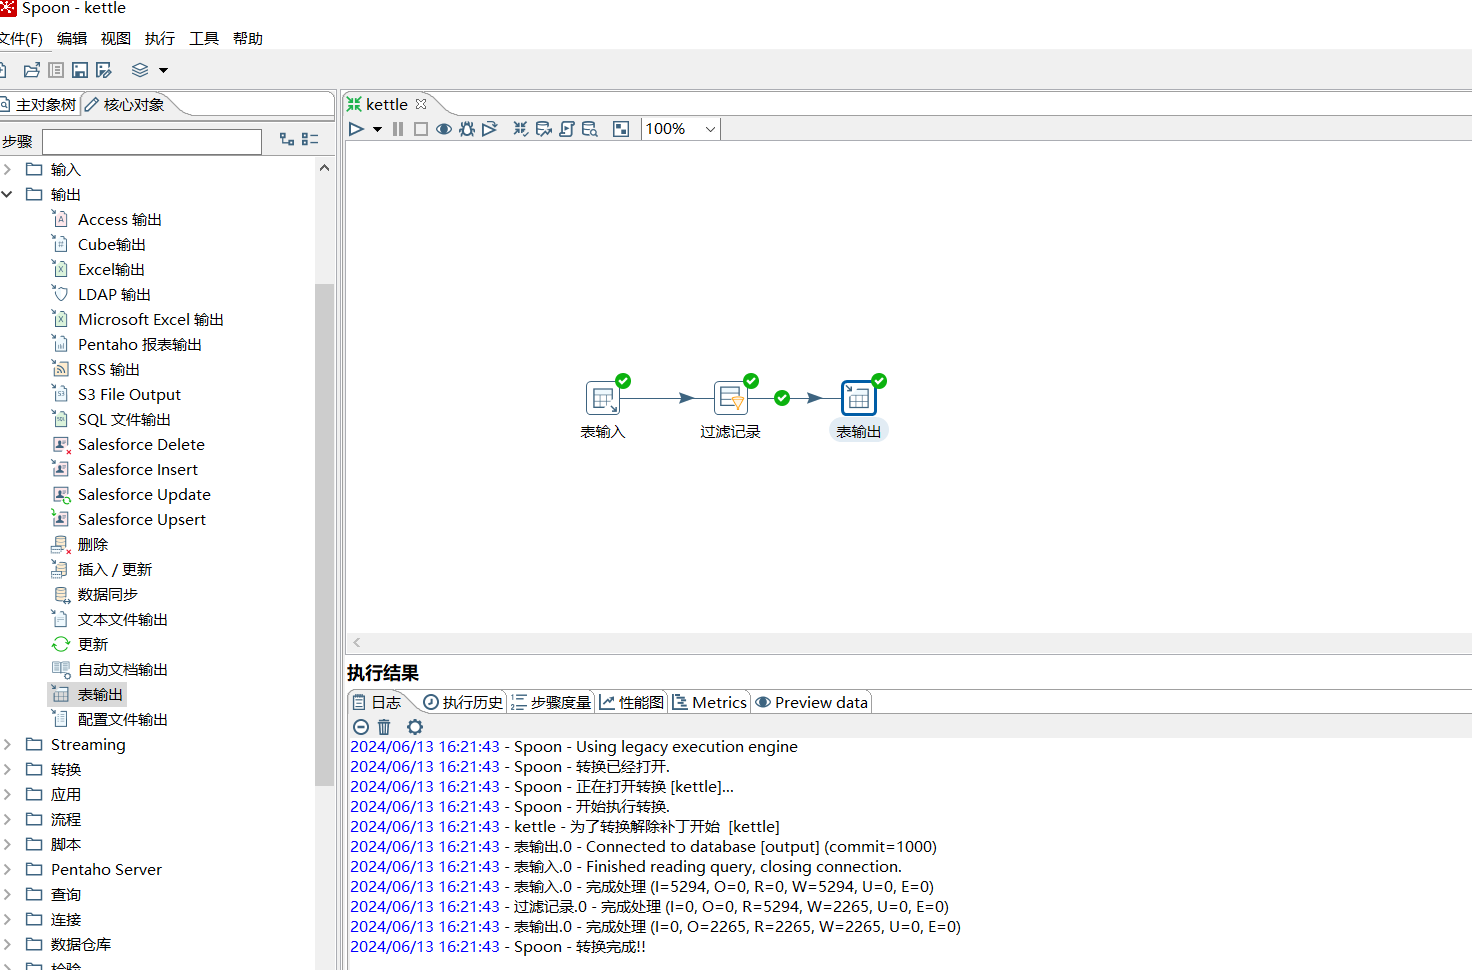 Spoon - kettle
文件(F) 编辑 视图 执行 工具 帮助
主对象树 核心对象
kettle
步骤
100%
输入
输出
Access 输出
Cube输出
Excel输出
LDAP 输出
Microsoft Excel 输出
Pentaho 报表输出
RSS 输出
S3 File Output
SQL 文件输出
Salesforce Delete
Salesforce Insert
Salesforce Update
Salesforce Upsert
删除
插入 / 更新
数据同步
文本文件输出
更新
自动文档输出
表输出
配置文件输出
Streaming
转换
应用
流程
脚本
Pentaho Server
查询
连接
数据仓库
检验
表输入 过滤记录 表输出
执行结果
日志 执行历史 步骤度量 性能图 Metrics Preview data
2024/06/13 16:21:43 - Spoon - Using legacy execution engine
2024/06/13 16:21:43 - Spoon - 转换已经打开.
2024/06/13 16:21:43 - Spoon - 正在打开转换 [kettle]...
2024/06/13 16:21:43 - Spoon - 开始执行转换.
2024/06/13 16:21:43 - kettle - 为了转换解除补丁开始  [kettle]
2024/06/13 16:21:43 - 表输出.0 - Connected to database [output] (commit=1000)
2024/06/13 16:21:43 - 表输入.0 - Finished reading query, closing connection.
2024/06/13 16:21:43 - 表输入.0 - 完成处理 (I=5294, O=0, R=0, W=5294, U=0, E=0)
2024/06/13 16:21:43 - 过滤记录.0 - 完成处理 (I=0, O=0, R=5294, W=2265, U=0, E=0)
2024/06/13 16:21:43 - 表输出.0 - 完成处理 (I=0, O=2265, R=2265, W=2265, U=0, E=0)
2024/06/13 16:21:43 - Spoon - 转换完成!!